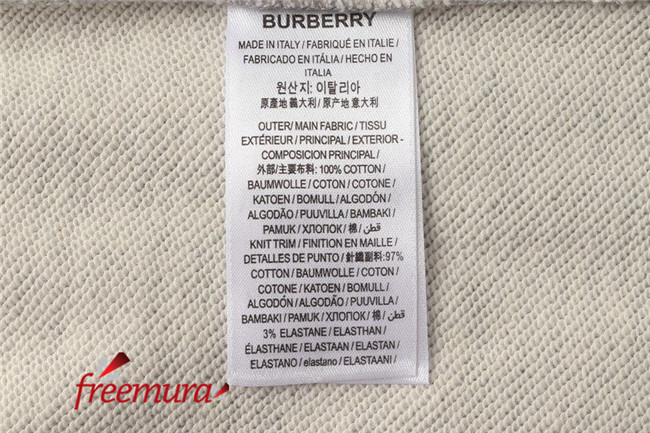 BURBERRY
MADE IN ITALY / FABRIQUÉ EN ITALIE /
FABRICADO EN ITÁLIA / HECHO EN
ITALIA
원산지: 이탈리아
原產地 義大利 / 原产地 意大利
OUTER/ MAIN FABRIC / TISSU
EXTÉRIEUR / PRINCIPAL / EXTERIOR -
COMPOSICION PRINCIPAL /
外部/主要布料: 100% COTTON /
BAUMWOLLE / COTON / COTONE /
KATOEN / BOMULL / ALGODÓN /
ALGODÃO / PUUVILLA / BAMBAKI /
PAMUK / ХЛОПОК / 棉 / قطن /
KNIT TRIM / FINITION EN MAILLE /
DETALLES DE PUNTO / 針織副料:97%
COTTON / BAUMWOLLE / COTON /
COTONE / KATOEN / BOMULL /
ALGODÓN / ALGODÃO / PUUVILLA /
BAMBAKI / PAMUK / ХЛОПОК / 棉 / قطن /
3% ELASTANE / ELASTHAN /
ÉLASTHANE / ELASTAAN / ELASTAN /
ELASTANO / elastano / ELASTAANI /
freemura